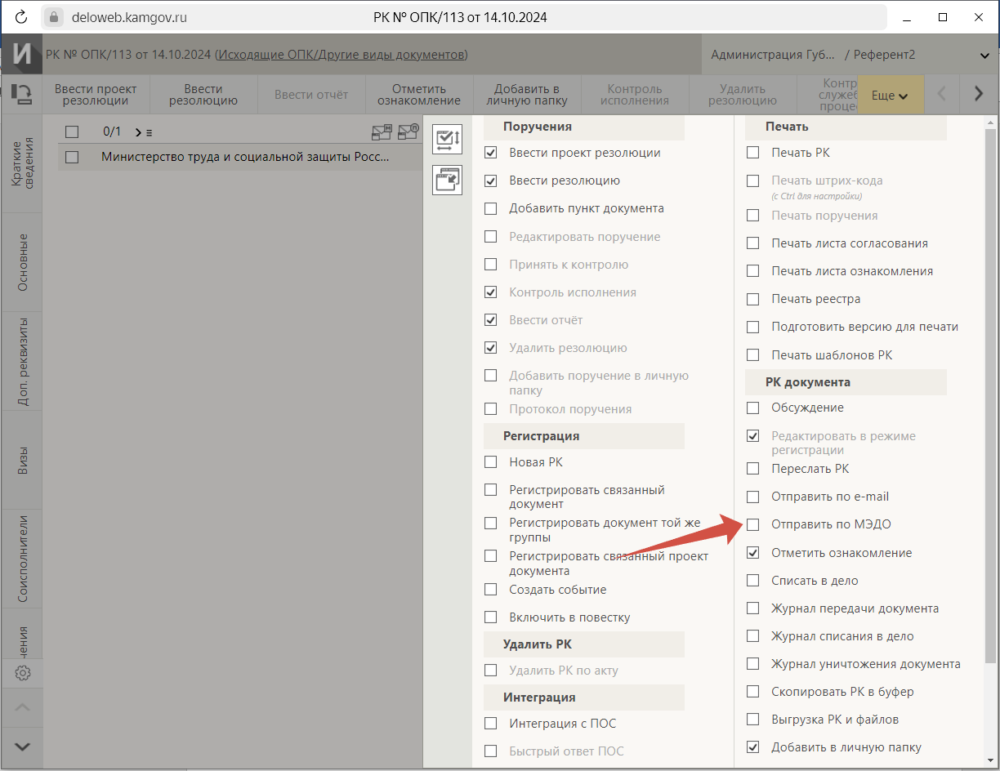 deloweb.kamgov.ru
РК № ОПК/113 от 14.10.2024
И
РК № ОПК/113 от 14.10.2024 (Исходящие ОПК/Другие виды документов)
Администрация Губ... / Референт2
Ввести проект
резолюции
Ввести
резолюцию
Ввести отчёт
Отметить
ознакомление
Добавить в
личную папку
Контроль
исполнения
Удалить
резолюцию
Контр
служеб
процес
Еще
Краткие
сведения
Основные
Доп. реквизиты
Визы
Соисполнители
чения
0/1
Министерство труда и социальной защиты Росс...
Поручения
Ввести проект резолюции
Ввести резолюцию
Добавить пункт документа
Редактировать поручение
Принять к контролю
Контроль исполнения
Ввести отчёт
Удалить резолюцию
Добавить поручение в личную
папку
Протокол поручения
Регистрация
Новая РК
Регистрировать связанный
документ
Регистрировать документ той же
группы
Регистрировать связанный проект
документа
Создать событие
Включить в повестку
Удалить РК
Удалить РК по акту
Интеграция
Интеграция с ПОС
Быстрый ответ ПОС
Печать
Печать РК
Печать штрих-кода
(с Ctrl для настройки)
Печать поручения
Печать листа согласования
Печать листа ознакомления
Печать реестра
Подготовить версию для печати
Печать шаблонов РК
РК документа
Обсуждение
Редактировать в режиме
регистрации
Переслать РК
Отправить по e-mail
Отправить по МЭДО
Отметить ознакомление
Списать в дело
Журнал передачи документа
Журнал списания в дело
Журнал уничтожения документа
Скопировать РК в буфер
Выгрузка РК и файлов
Добавить в личную папку